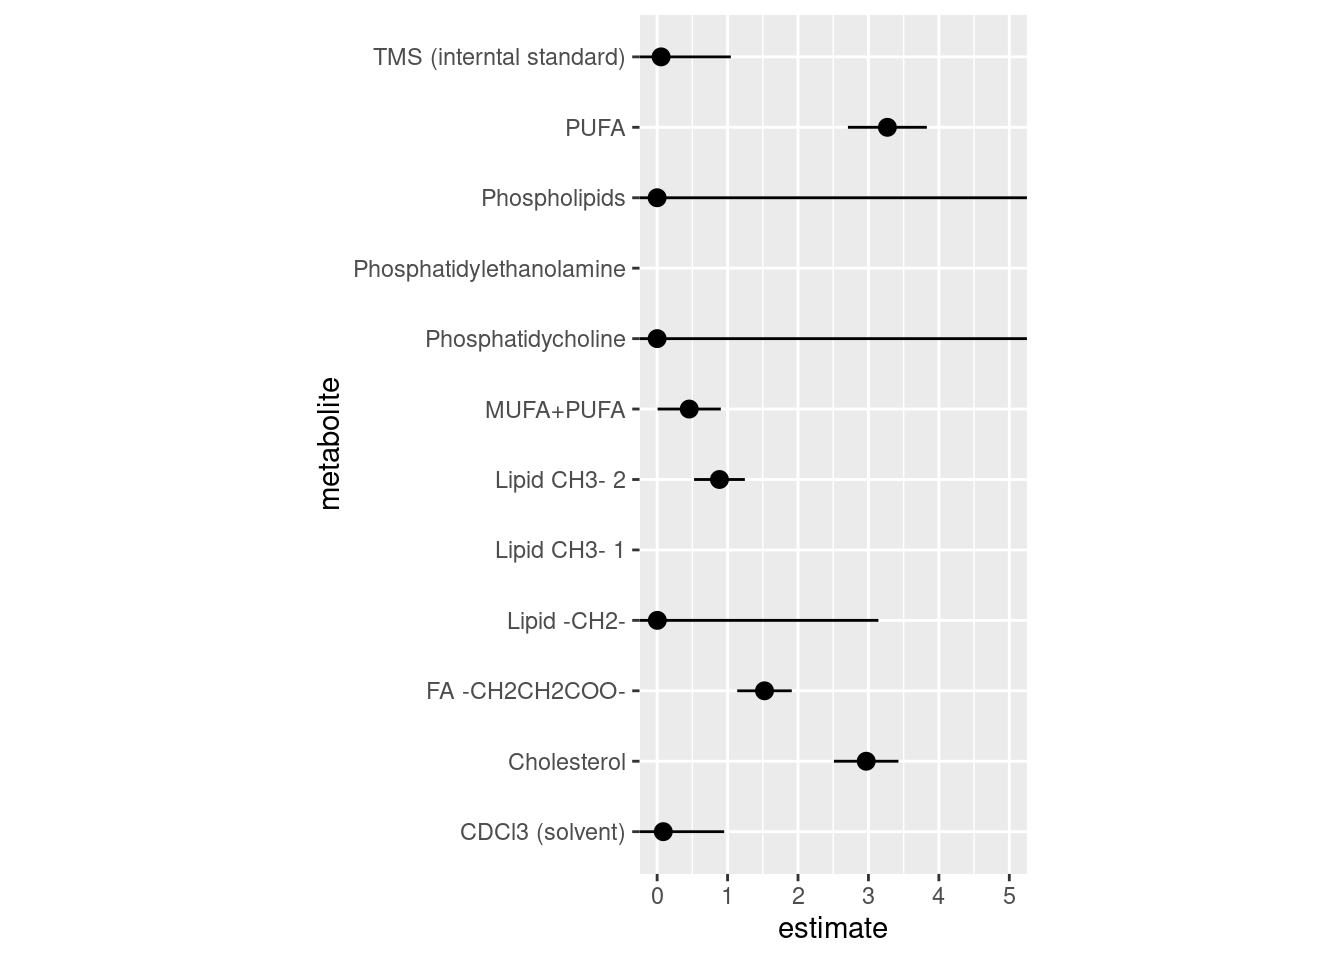 TMS (interntal standard)
PUFA
Phospholipids
Phosphatidylethanolamine
Phosphatidycholine
MUFA+PUFA
Lipid CH3- 2
Lipid CH3- 1
Lipid -CH2-
FA -CH2CH2COO-
Cholesterol
CDCl3 (solvent)
metabolite
0 1 2 3 4 5
estimate